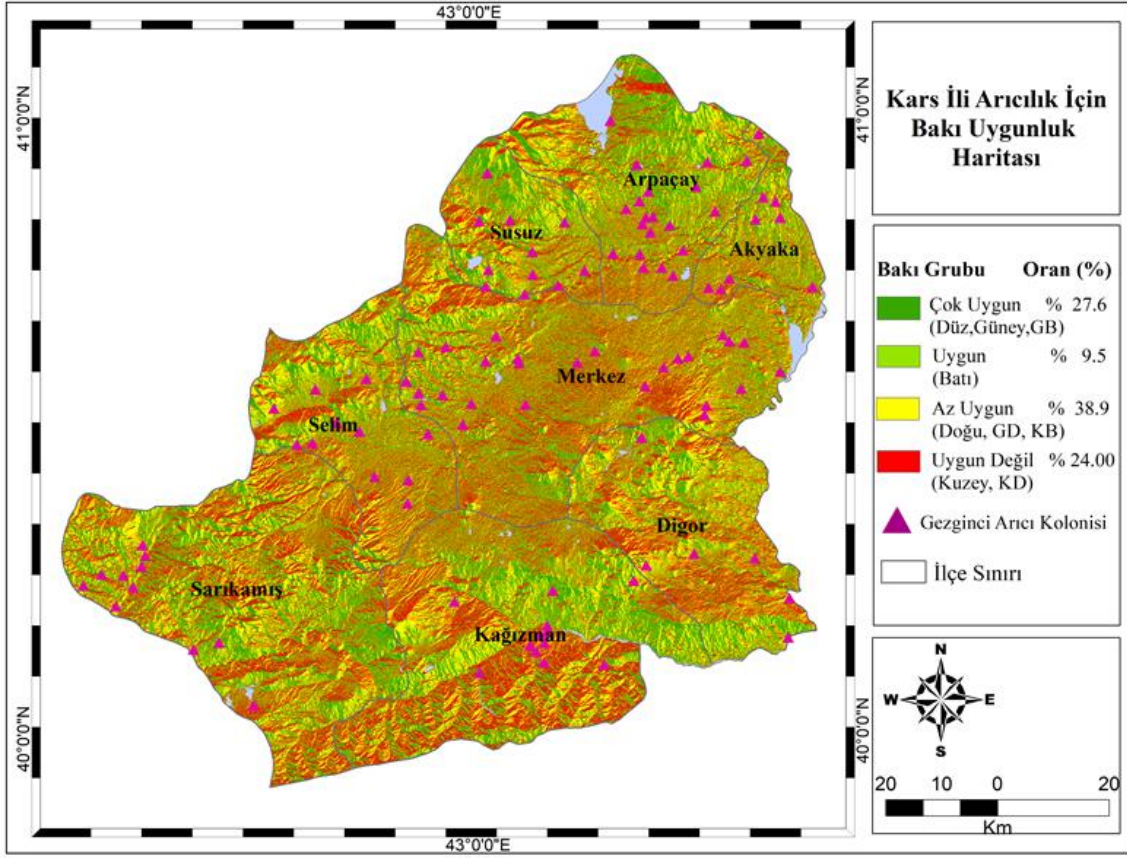 43°0'0"E
41°0'0"N
41°0'0"N
Kars İli Arıcılık İçin
Bakı Uygunluk
Haritası
Arpaçay
Susuz
Akyaka
Merkez
Selim
Digor
Sarıkamış
Kağızman
Bakı Grubu Oran (%)
Çok Uygun % 27.6
(Düz,Güney,GB)
Uygun % 9.5
(Batı)
Az Uygun % 38.9
(Doğu, GD, KB)
Uygun Değil % 24.00
(Kuzey, KD)
Gezginci Arıcı Kolonisi
İlçe Sınırı
N
W E
S
40°0'0"N
40°0'0"N
20 10 0 20
Km
43°0'0"E